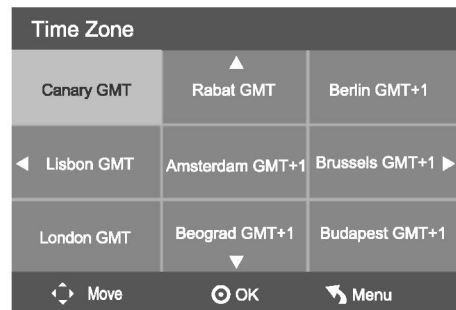 Time Zone
Canary GMT
Rabat GMT
Berlin GMT+1
Lisbon GMT
Amsterdam GMT+1
Brussels GMT+1
London GMT
Beograd GMT+1
Budapest GMT+1
Move
OK
Menu